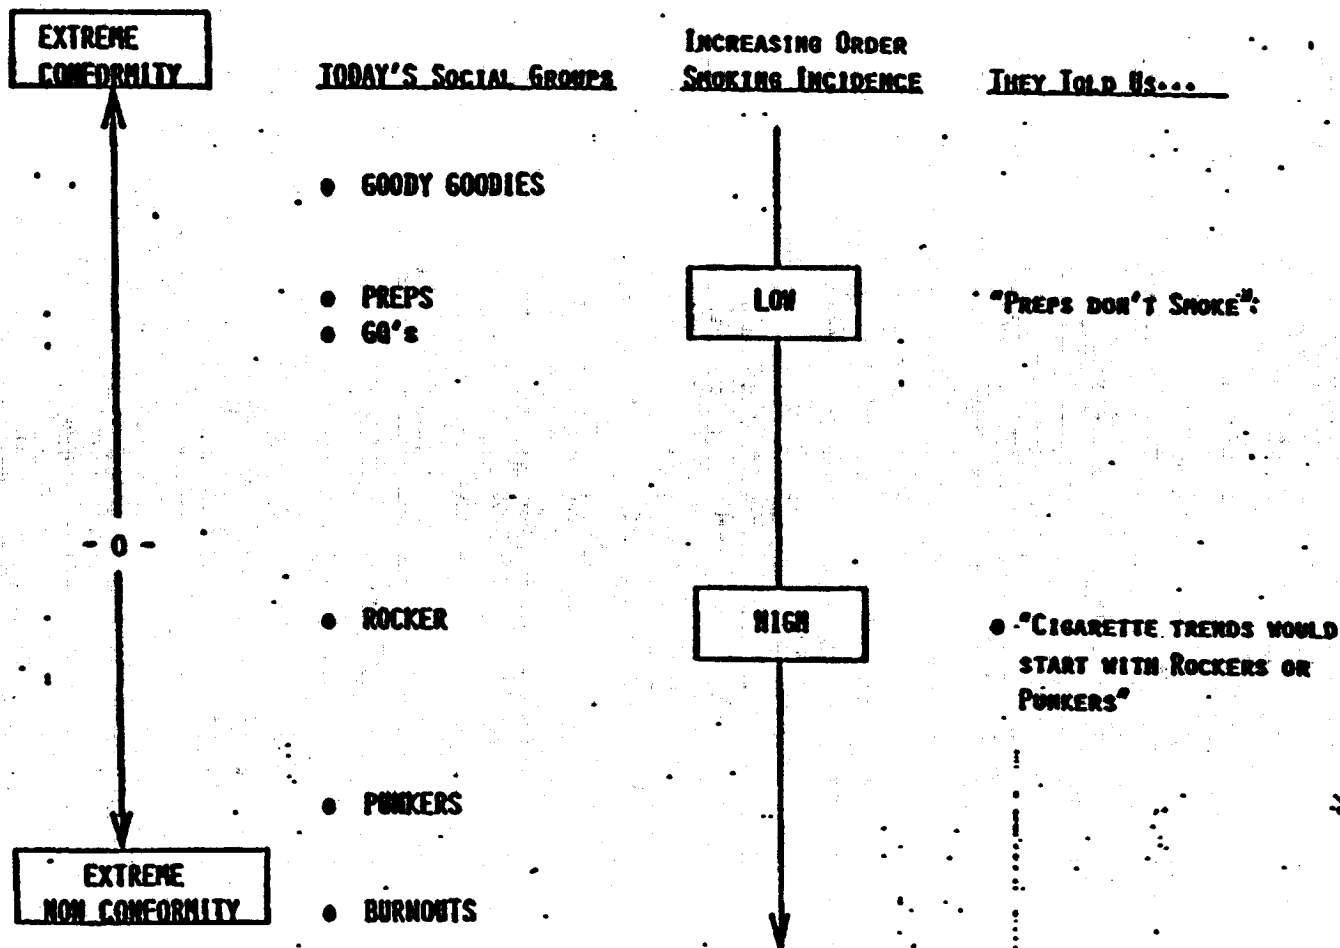 EXTREME
CONFORMITY
TODAY'S SOCIAL GROUPS
INCREASING ORDER
SMOKING INCIDENCE
THEY TOLD US...
• GOODY GOODIES
• PREPS
• GQ's
LOW
"PREPS DON'T SMOKE".
- 0 -
• ROCKER
HIGH
• "CIGARETTE TRENDS WOULD
START WITH ROCKERS OR
PUNKERS"
• PUNKERS
EXTREME
NON CONFORMITY
• BURNOUTS